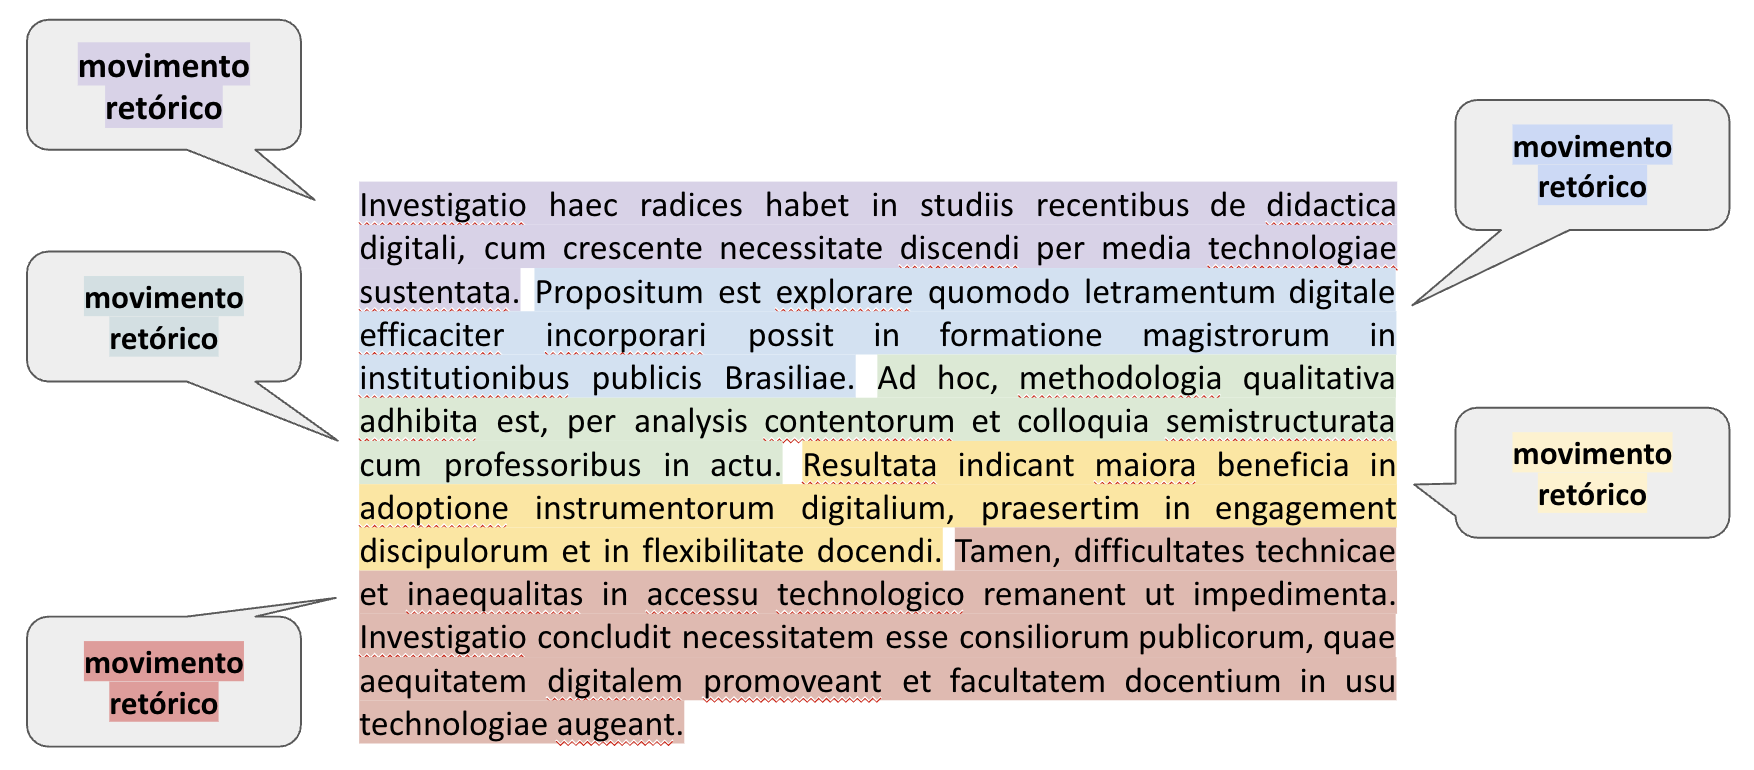 movimento
retórico
movimento
retórico
movimento
retórico
movimento
retórico
movimento
retórico
Investigatio haec radices habet in studiis recentibus de didactica
digitali, cum crescente necessitate discendi per media technologiae
sustentata. Propositum est explorare quomodo letramentum digitale
efficaciter incorporari possit in formatione magistrorum in
institutionibus publicis Brasiliae. Ad hoc, methodologia qualitativa
adhibita est, per analysis contentorum et colloquia semistructurata
cum professoribus in actu. Resultata indicant maiora beneficia in
adoptione instrumentorum digitalium, praesertim in engagement
discipulorum et in flexibilitate docendi. Tamen, difficultates technicae
et inaequalitas in accessu technologico remanent ut impedimenta.
Investigatio concludit necessitatem esse consiliorum publicorum, quae
aequitatem digitalem promoveant et facultatem docentium in usu
technologiae augeant.